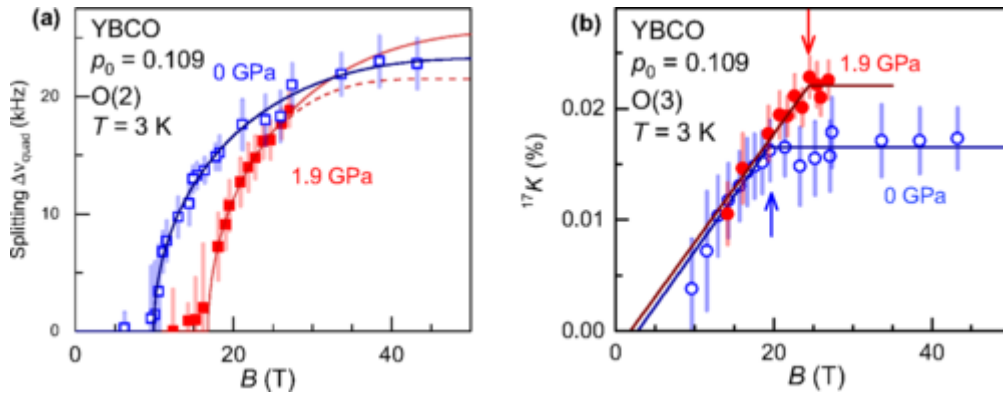 (a)
YBCO
p₀ = 0.109
O(2)
T = 3 K
0 GPa
1.9 GPa
Splitting Δν_quad (kHz)
20
10
0
0 20 40
B (T)
(b)
YBCO
p₀ = 0.109
O(3)
T = 3 K
1.9 GPa
0 GPa
¹⁷K (%)
0.02
0.01
0.00
0 20 40
B (T)